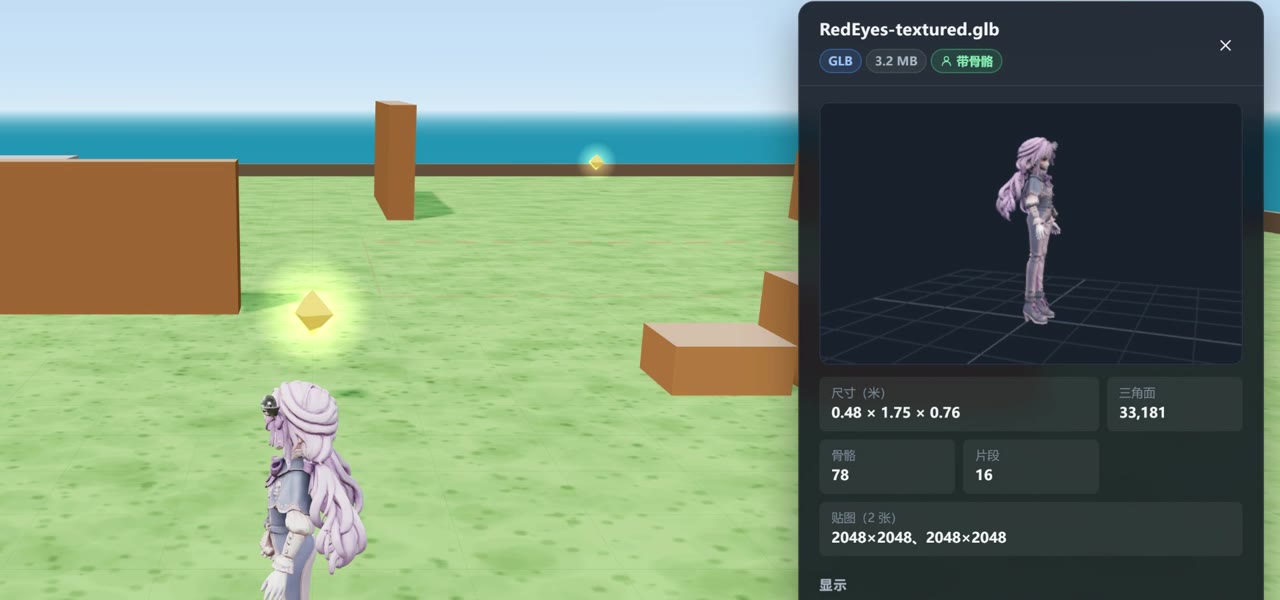 RedEyes-textured.glb
GLB 3.2 MB 带骨骼
尺寸（米） 三角面
0.48 × 1.75 × 0.76 33,181
骨骼 片段
78 16
贴图（2 张）
2048×2048、2048×2048
显示